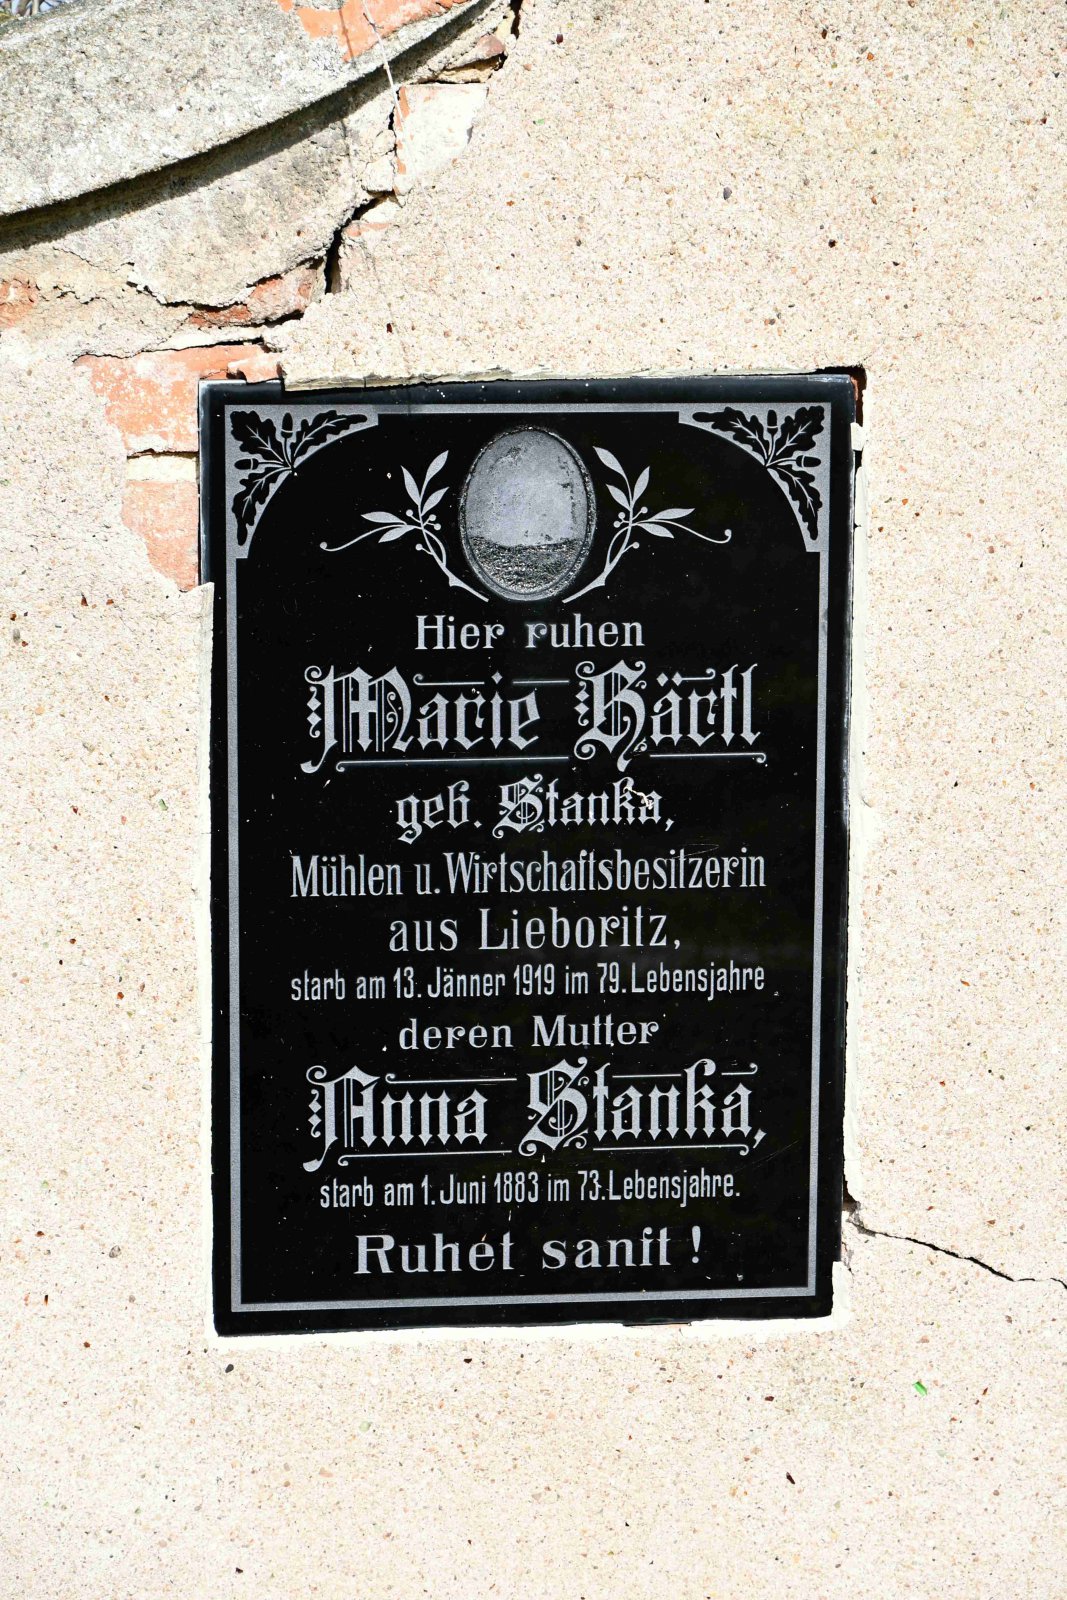 Hier ruhen
Marie Härtl
geb. Stanka,
Mühlen u. Wirtschaftsbesitzerin
aus Lieboritz,
starb am 13. Jänner 1919 im 79. Lebensjahre
deren Mutter
Anna Stanka,
starb am 1. Juni 1883 im 73. Lebensjahre.
Ruhet sanft!